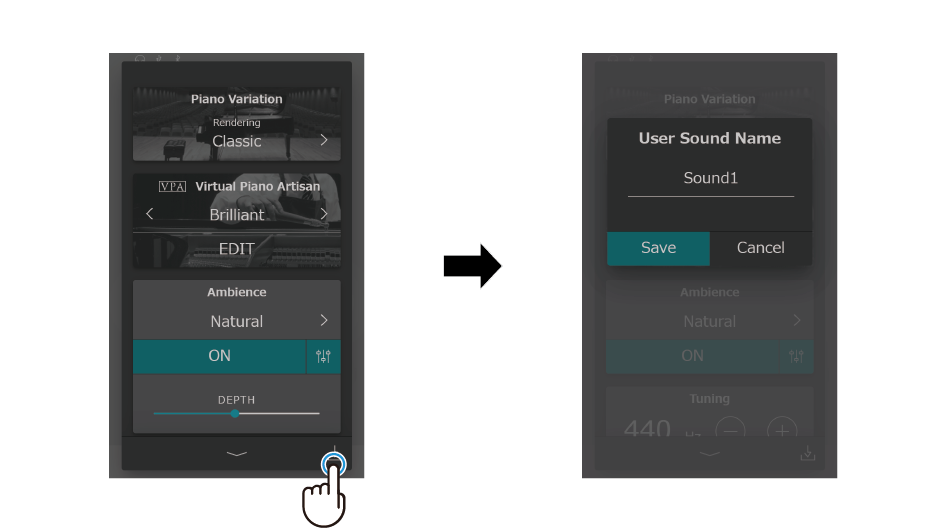 Piano Variation
Rendering
Classic
VPA Virtual Piano Artisan
Brilliant
EDIT
Ambience
Natural
ON
DEPTH
Piano Variation
User Sound Name
Sound1
Save Cancel
Ambience
Natural
ON
Tuning
440 Hz